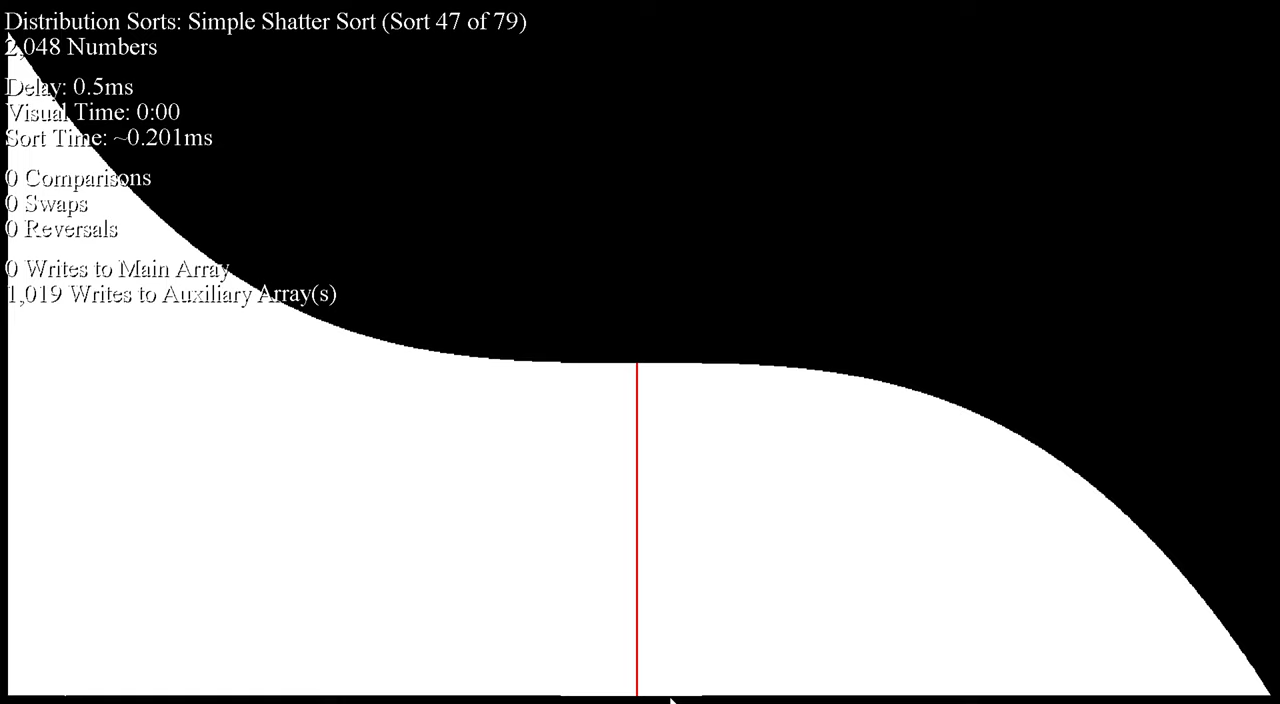 Distribution Sorts: Simple Shatter Sort (Sort 47 of 79)
2,048 Numbers
Delay: 0.5ms
Visual Time: 0:00
Sort Time: ~0.201ms
0 Comparisons
0 Swaps
0 Reversals
0 Writes to Main Array
1,019 Writes to Auxiliary Array(s)